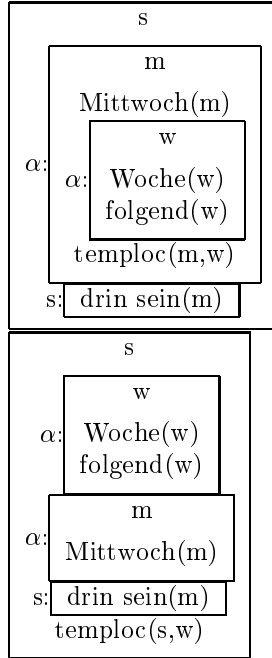 s
m
Mittwoch(m)
w
α: α: Woche(w)
folgend(w)
temploc(m,w)
s: drin sein(m)
s
w
α: Woche(w)
folgend(w)
m
α: Mittwoch(m)
s: drin sein(m)
temploc(s,w)